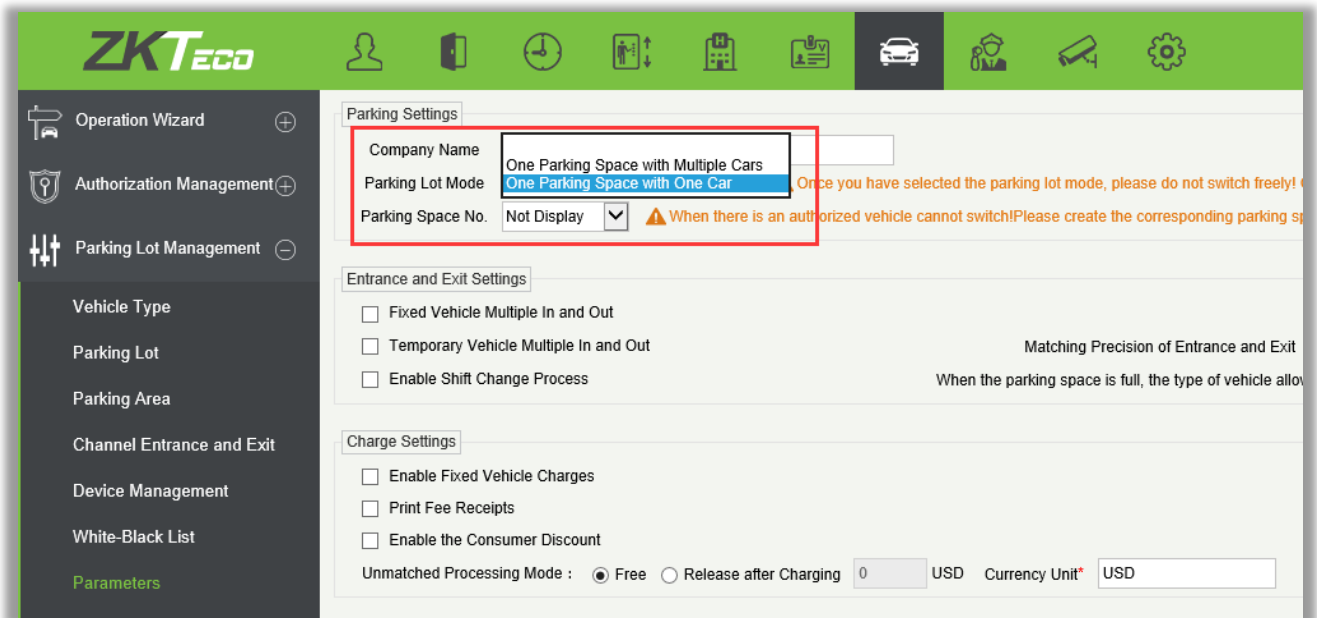 ZKTECO
Operation Wizard
Authorization Management
Parking Lot Management
Vehicle Type
Parking Lot
Parking Area
Channel Entrance and Exit
Device Management
White-Black List
Parameters
Parking Settings
Company Name
One Parking Space with Multiple Cars
Parking Lot Mode One Parking Space with One Car Once you have selected the parking lot mode, please do not switch freely!
Parking Space No. Not Display When there is an authorized vehicle cannot switch!Please create the corresponding parking
Entrance and Exit Settings
Fixed Vehicle Multiple In and Out
Temporary Vehicle Multiple In and Out Matching Precision of Entrance and Exit
Enable Shift Change Process When the parking space is full, the type of vehicle
Charge Settings
Enable Fixed Vehicle Charges
Print Fee Receipts
Enable the Consumer Discount
Unmatched Processing Mode : Free Release after Charging 0 USD Currency Unit* USD